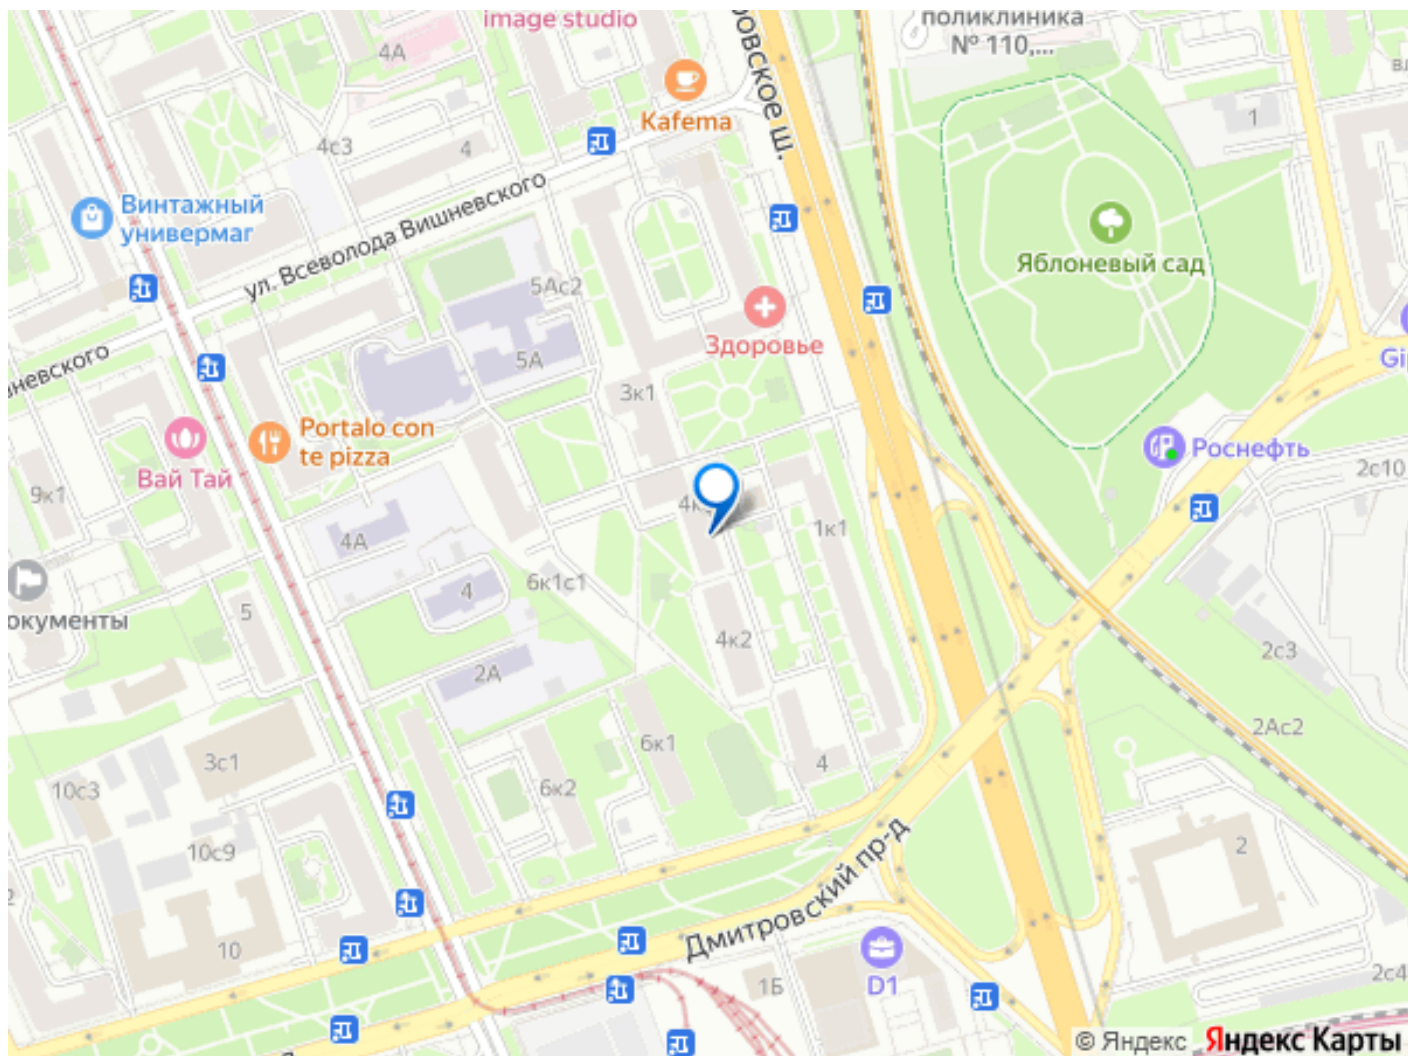 image studio
поликлиника
№ 110,...
4А
Kafema
овское ш.
1
4с3
4
Винтажный
универмаг
ул. Всеволода Вишневского
Яблоневый сад
5Ас2
Здоровье
5А
невского
3к1
Portalo con
te pizza
Вай Тай
Роснефть
2с10
9к1
4к
1к1
4А
6к1с1
4
окументы
5
4к2
2с3
2А
2Ас2
6к1
3с1
4
10с3
6к2
10с9
2
Дмитровский пр-д
10
D1
1Б
2с4
© Яндекс
Яндекс Карты